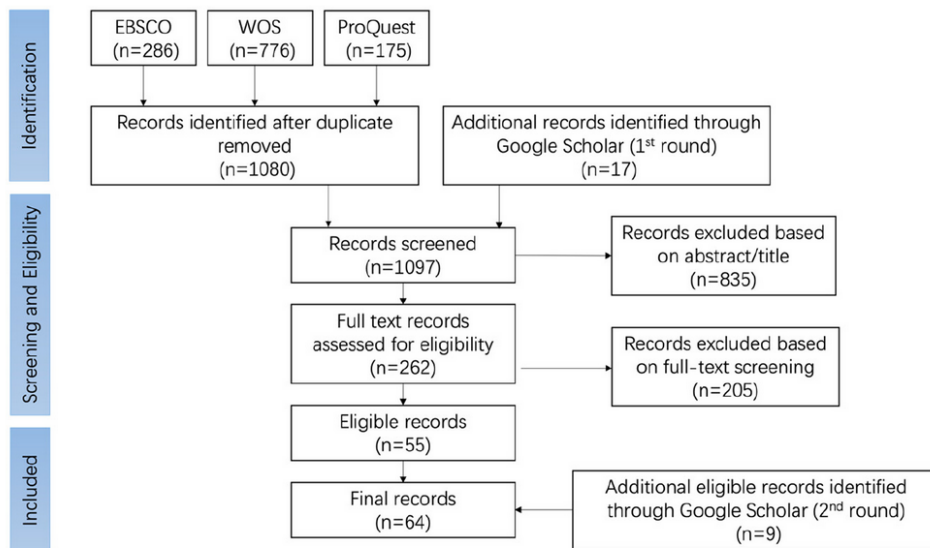 Identification
EBSCO
(n=286)
WOS
(n=776)
ProQuest
(n=175)
Records identified after duplicate
removed
(n=1080)
Additional records identified through
Google Scholar (1st round)
(n=17)
Screening and Eligibility
Records screened
(n=1097)
Records excluded based
on abstract/title
(n=835)
Full text records
assessed for eligibility
(n=262)
Records excluded based
on full-text screening
(n=205)
Eligible records
(n=55)
Included
Final records
(n=64)
Additional eligible records identified
through Google Scholar (2nd round)
(n=9)